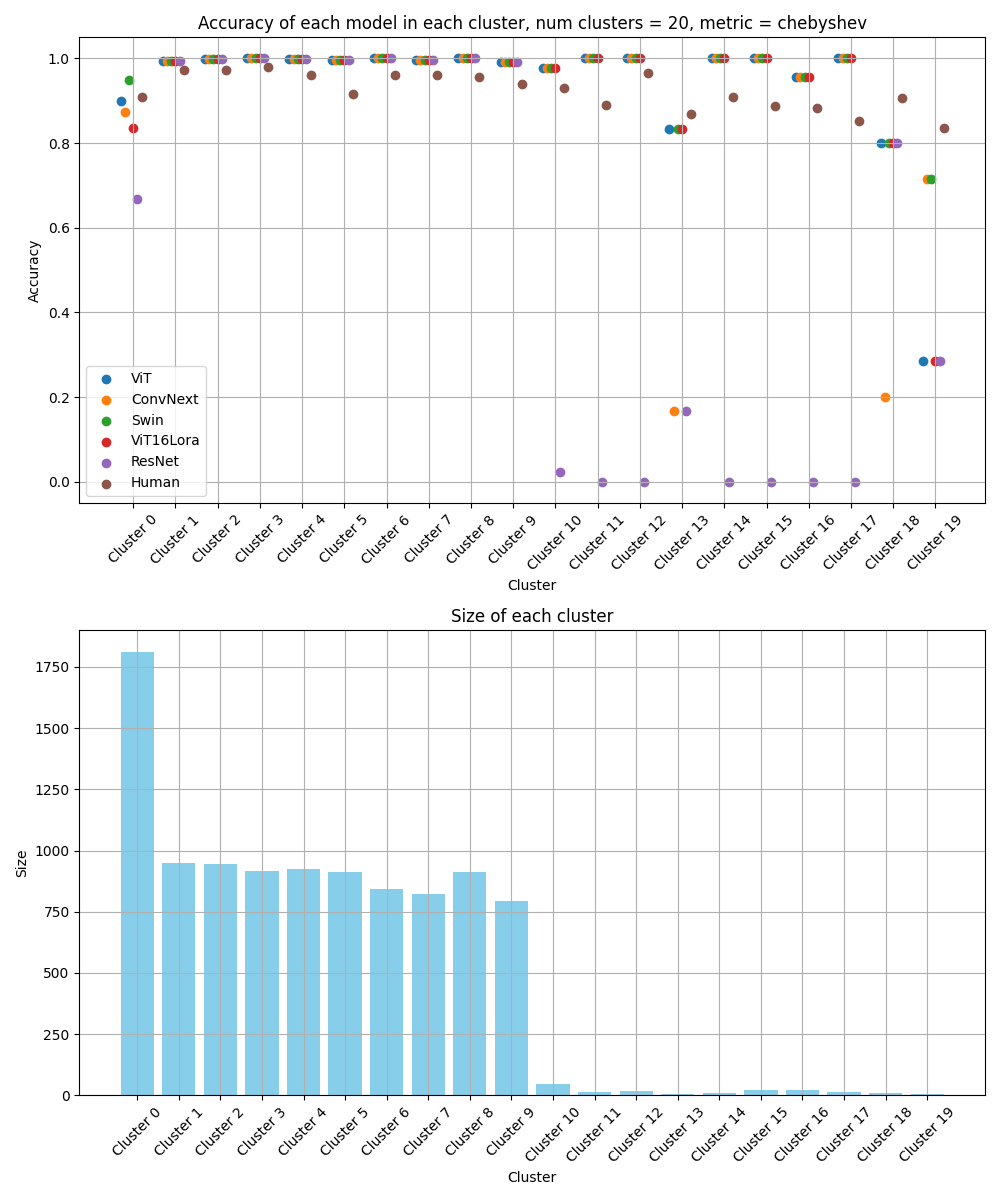 Accuracy of each model in each cluster, num clusters = 20, metric = chebyshev
Accuracy
1.0
0.8
0.6
0.4
0.2
0.0
ViT
ConvNext
Swin
ViT16Lora
ResNet
Human
Cluster 0
Cluster 1
Cluster 2
Cluster 3
Cluster 4
Cluster 5
Cluster 6
Cluster 7
Cluster 8
Cluster 9
Cluster 10
Cluster 11
Cluster 12
Cluster 13
Cluster 14
Cluster 15
Cluster 16
Cluster 17
Cluster 18
Cluster 19
Cluster
Size of each cluster
Size
1750
1500
1250
1000
750
500
250
0
Cluster 0
Cluster 1
Cluster 2
Cluster 3
Cluster 4
Cluster 5
Cluster 6
Cluster 7
Cluster 8
Cluster 9
Cluster 10
Cluster 11
Cluster 12
Cluster 13
Cluster 14
Cluster 15
Cluster 16
Cluster 17
Cluster 18
Cluster 19
Cluster